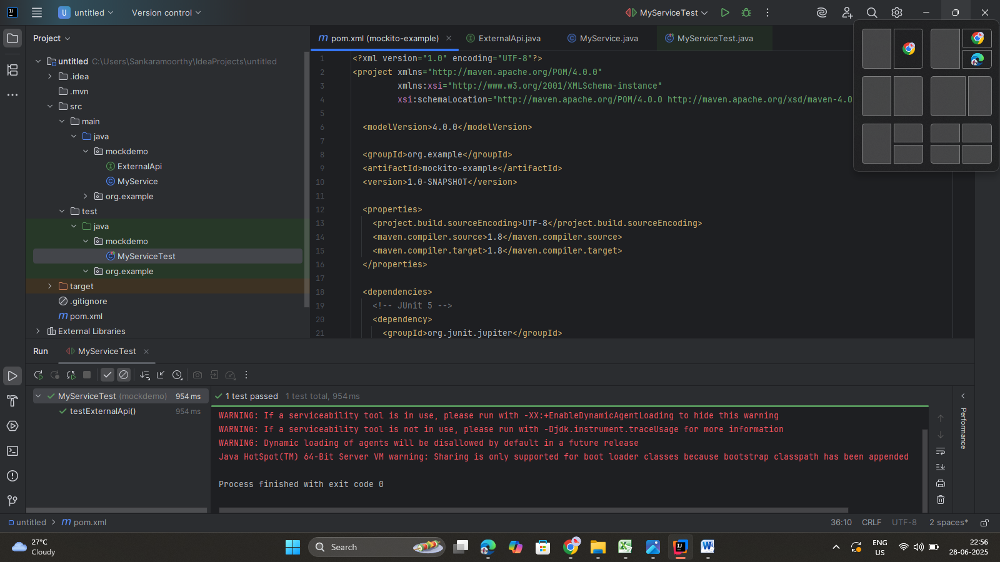 U untitled Version control MyServiceTest
Project
untitled C:\Users\Sankaramoorthy\IdeaProjects\untitled
.idea
.mvn
src
main
java
mockdemo
ExternalApi
MyService
org.example
test
java
mockdemo
MyServiceTest
org.example
target
.gitignore
m pom.xml
External Libraries
m pom.xml (mockito-example) ExternalApi.java MyService.java MyServiceTest.java
1 <?xml version="1.0" encoding="UTF-8"?>
2 <project xmlns="http://maven.apache.org/POM/4.0.0"
3 xmlns:xsi="http://www.w3.org/2001/XMLSchema-instance"
4 xsi:schemaLocation="http://maven.apache.org/POM/4.0.0 http://maven.apache.org/xsd/maven-4.0
5
6 <modelVersion>4.0.0</modelVersion>
7
8 <groupId>org.example</groupId>
9 <artifactId>mockito-example</artifactId>
10 <version>1.0-SNAPSHOT</version>
11
12 <properties>
13 <project.build.sourceEncoding>UTF-8</project.build.sourceEncoding>
14 <maven.compiler.source>1.8</maven.compiler.source>
15 <maven.compiler.target>1.8</maven.compiler.target>
16 </properties>
17
18 <dependencies>
19 <!-- JUnit 5 -->
20 <dependency>
21 <groupId>org.junit.jupiter</groupId>
Run MyServiceTest
MyServiceTest (mockdemo) 954 ms
testExternalApi() 954 ms
1 test passed 1 test total, 954 ms
WARNING: If a serviceability tool is in use, please run with -XX:+EnableDynamicAgentLoading to hide this warning
WARNING: If a serviceability tool is not in use, please run with -Djdk.instrument.traceUsage for more information
WARNING: Dynamic loading of agents will be disallowed by default in a future release
Java HotSpot(TM) 64-Bit Server VM warning: Sharing is only supported for boot loader classes because bootstrap classpath has been appended
Process finished with exit code 0
Performance
untitled > m pom.xml
36:10 CRLF UTF-8 2 spaces*
27°C
Cloudy
Search
ENG
US
22:56
28-06-2025